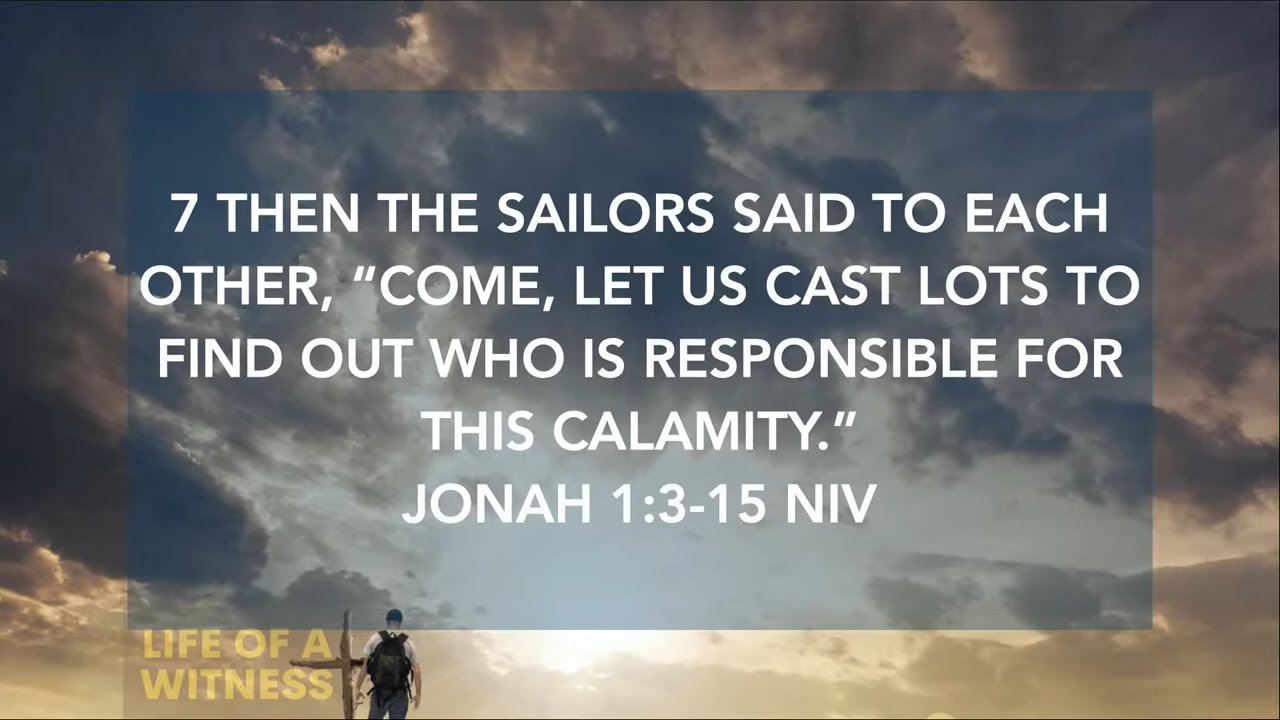 7 THEN THE SAILORS SAID TO EACH
OTHER, “COME, LET US CAST LOTS TO
FIND OUT WHO IS RESPONSIBLE FOR
THIS CALAMITY.”
JONAH 1:3-15 NIV
LIFE OF A
WITNESS